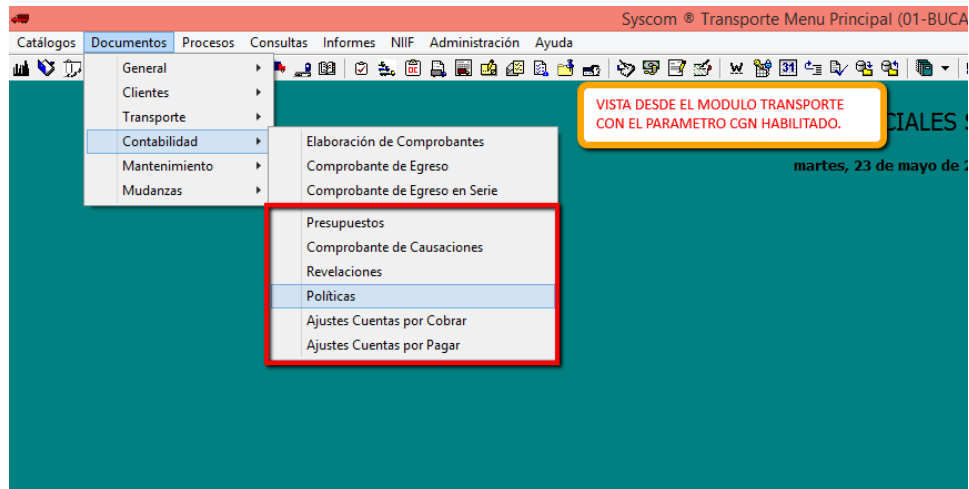 Syscom ® Transporte Menu Principal (01-BUCA
Catálogos Documentos Procesos Consultas Informes NIIF Administración Ayuda
W 31
General
Clientes
Transporte
Contabilidad
Mantenimiento
Mudanzas
Elaboración de Comprobantes
Comprobante de Egreso
Comprobante de Egreso en Serie
Presupuestos
Comprobante de Causaciones
Revelaciones
Políticas
Ajustes Cuentas por Cobrar
Ajustes Cuentas por Pagar
VISTA DESDE EL MODULO TRANSPORTE
CON EL PARAMETRO CGN HABILITADO.
CIALES S
martes, 23 de mayo de 2